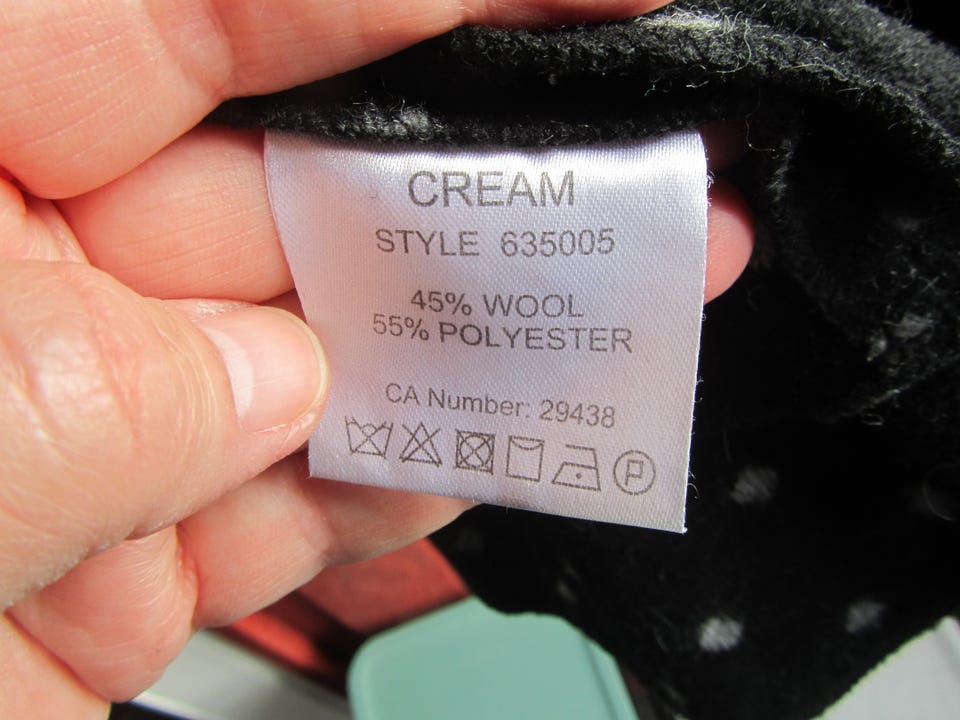 CREAM
STYLE 635005
45% WOOL
55% POLYESTER
CA Number: 29438
P